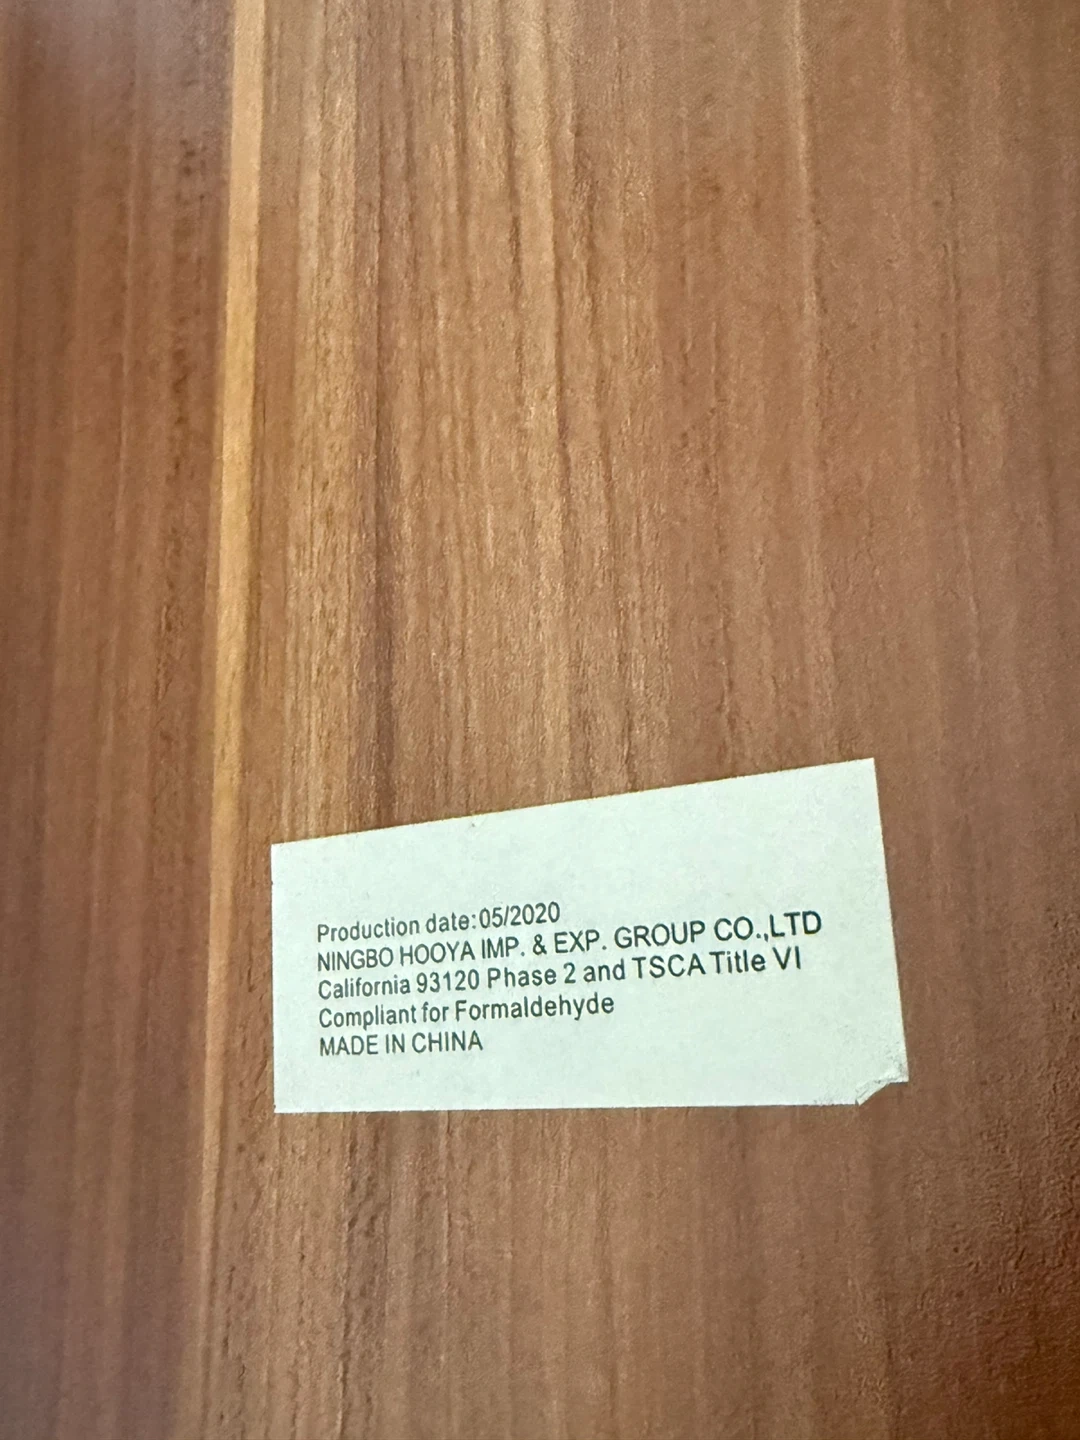 Production date:05/2020
NINGBO HOOYA IMP. & EXP. GROUP CO.,LTD
California 93120 Phase 2 and TSCA Title VI
Compliant for Formaldehyde
MADE IN CHINA